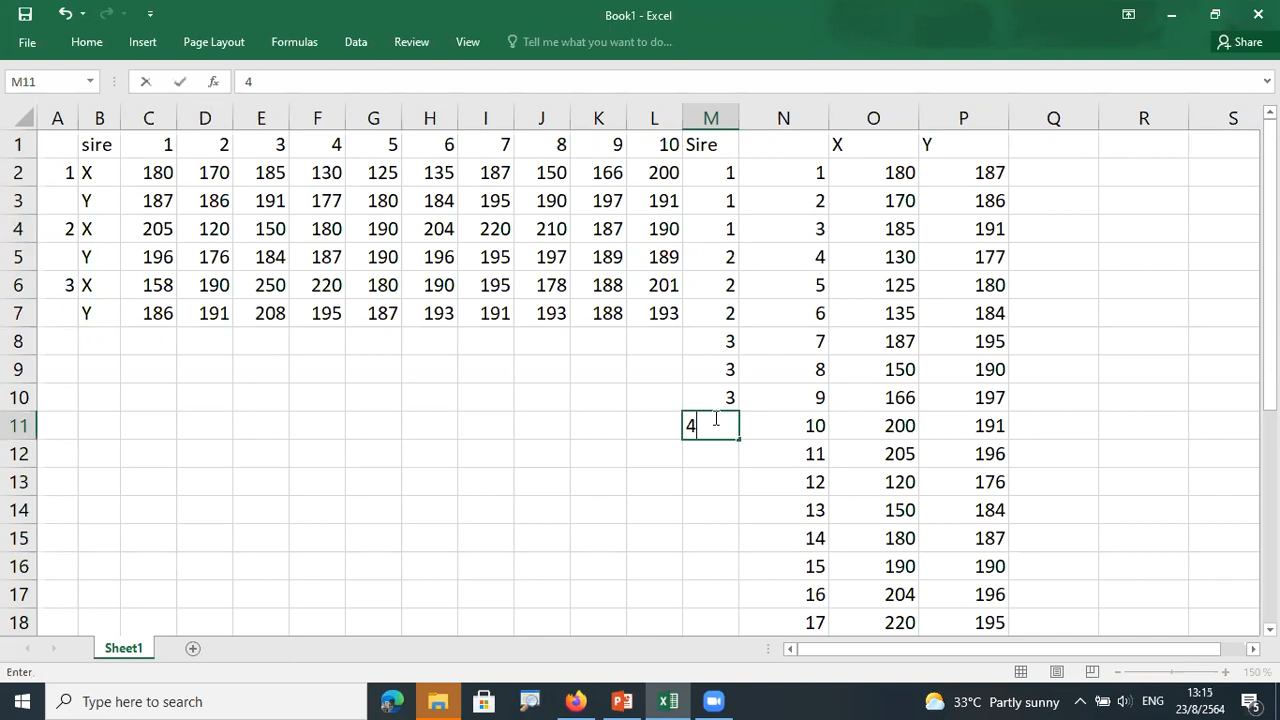 Book1 - Excel
File Home Insert Page Layout Formulas Data Review View Tell me what you want to do... Share
M11 fx 4
A B C D E F G H I J K L M N O P Q R S
1 sire 1 2 3 4 5 6 7 8 9 10 Sire X Y
2 1 X 180 170 185 130 125 135 187 150 166 200 1 1 180 187
3 Y 187 186 191 177 180 184 195 190 197 191 1 2 170 186
4 2 X 205 120 150 180 190 204 220 210 187 190 1 3 185 191
5 Y 196 176 184 187 190 196 195 197 189 189 2 4 130 177
6 3 X 158 190 250 220 180 190 195 178 188 201 2 5 125 180
7 Y 186 191 208 195 187 193 191 193 188 193 2 6 135 184
8 3 7 187 195
9 3 8 150 190
10 3 9 166 197
11 4 10 200 191
12 11 205 196
13 12 120 176
14 13 150 184
15 14 180 187
16 15 190 190
17 16 204 196
18 17 220 195
Sheet1
Enter. 150 %
Type here to search 33°C Partly sunny ENG 13:15
23/8/2564 5